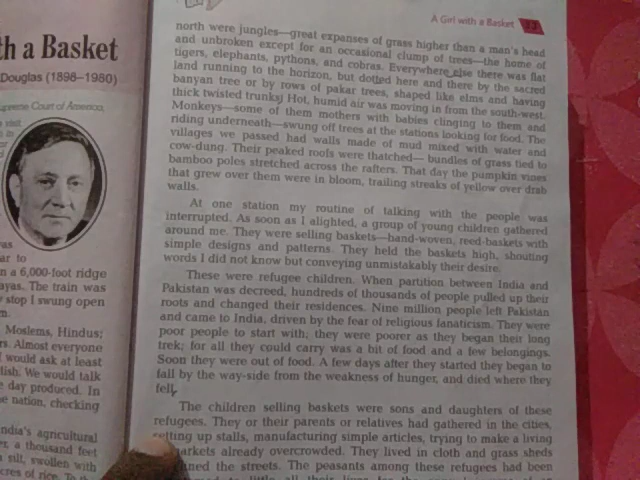 th a Basket
Douglas (1898–1980)
upreme Court of America,
visit
s in
or
as
ar to
n a 6,000-foot ridge
ayas. The train was
stop I swung open
m.
Moslems, Hindus;
rs. Almost everyone
would ask at least
lish. We would talk
e day produced. In
e nation, checking
ndia's agricultural
er, a thousand feet
silt, swollen with
cres of rice. To th
A Girl with a Basket 13
north were jungles—great expanses of grass higher than a man's head
and unbroken except for an occasional clump of trees—the home of
tigers, elephants, pythons, and cobras. Everywhere else there was flat
land running to the horizon, but dotted here and there by the sacred
banyan tree or by rows of pakar trees, shaped like elms and having
thick twisted trunks. Hot, humid air was moving in from the south-west.
Monkeys—some of them mothers with babies clinging to them and
riding underneath—swung off trees at the stations looking for food. The
villages we passed had walls made of mud mixed with water and
cow-dung. Their peaked roofs were thatched— bundles of grass tied to
bamboo poles stretched across the rafters. That day the pumpkin vines
that grew over them were in bloom, trailing streaks of yellow over drab
walls.
At one station my routine of talking with the people was
interrupted. As soon as I alighted, a group of young children gathered
around me. They were selling baskets—hand-woven, reed-baskets with
simple designs and patterns. They held the baskets high, shouting
words I did not know but conveying unmistakably their desire.
These were refugee children. When partition between India and
Pakistan was decreed, hundreds of thousands of people pulled up their
roots and changed their residences. Nine million people left Pakistan
and came to India, driven by the fear of religious fanaticism. They were
poor people to start with; they were poorer as they began their long
trek; for all they could carry was a bit of food and a few belongings.
Soon they were out of food. A few days after they started they began to
fall by the way-side from the weakness of hunger, and died where they
fell.
The children selling baskets were sons and daughters of these
refugees. They or their parents or relatives had gathered in the cities,
setting up stalls, manufacturing simple articles, trying to make a living
arkets already overcrowded. They lived in cloth and grass sheds
ned the streets. The peasants among these refugees had been